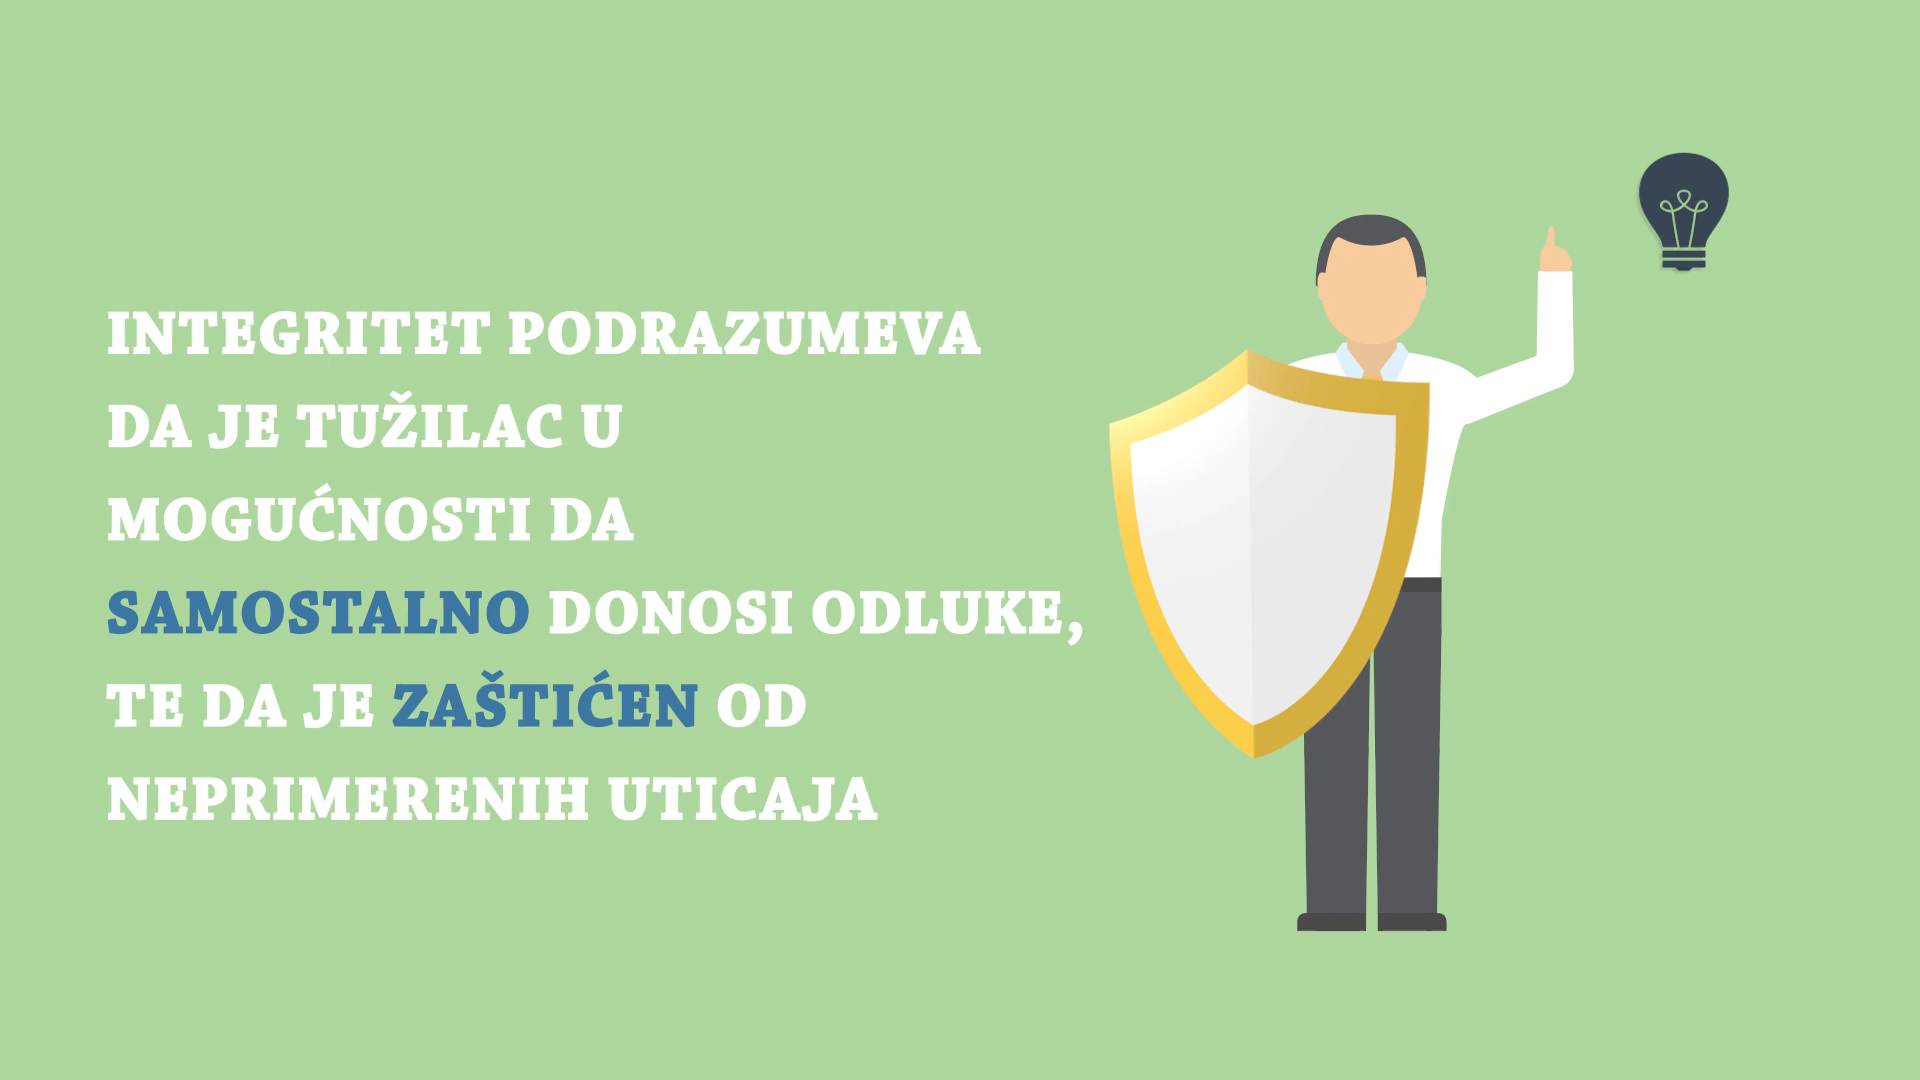 INTEGRITET PODRAZUMEVA
DA JE TUŽILAC U
MOGUĆNOSTI DA
SAMOSTALNO DONOSI ODLUKE,
TE DA JE ZAŠTIĆEN OD
NEPRIMERENIH UTICAJA